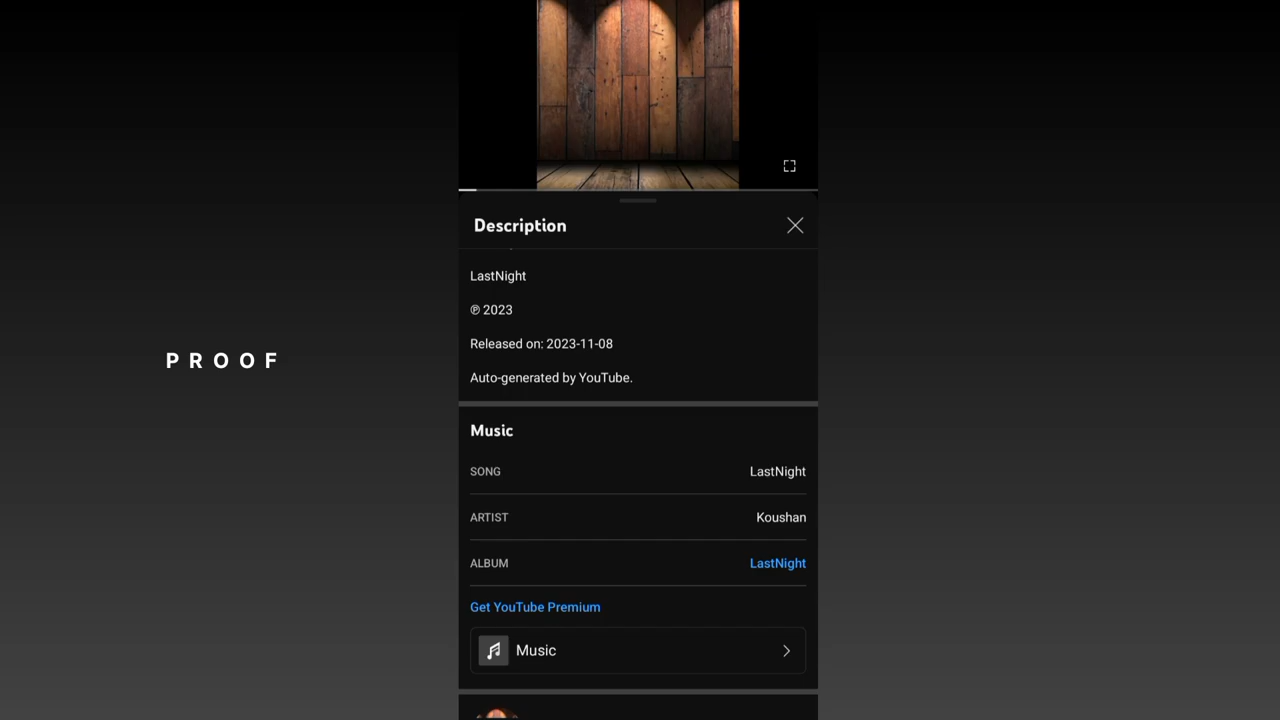 Description
LastNight
℗ 2023
Released on: 2023-11-08
Auto-generated by YouTube.
PROOF
Music
SONG LastNight
ARTIST Koushan
ALBUM LastNight
Get YouTube Premium
Music